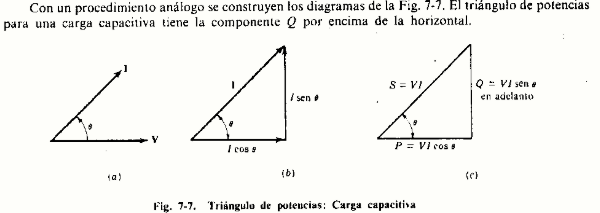 Con un procedimiento análogo se construyen los diagramas de la Fig. 7-7. El triángulo de potencias
para una carga capacitiva tiene la componente Q por encima de la horizontal.
I
θ
V
(a)
I
θ
I sen θ
I cos θ
(b)
S = VI
θ
Q = VI sen θ
en adelanto
P = VI cos θ
(c)
Fig. 7-7. Triángulo de potencias: Carga capacitiva